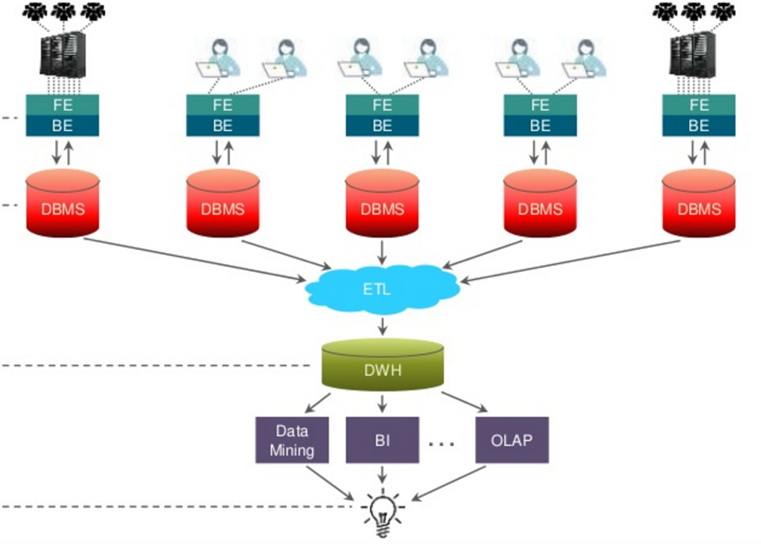 FE
BE
FE
BE
FE
BE
FE
BE
FE
BE
DBMS
DBMS
DBMS
DBMS
DBMS
ETL
DWH
Data
Mining
BI
...
OLAP